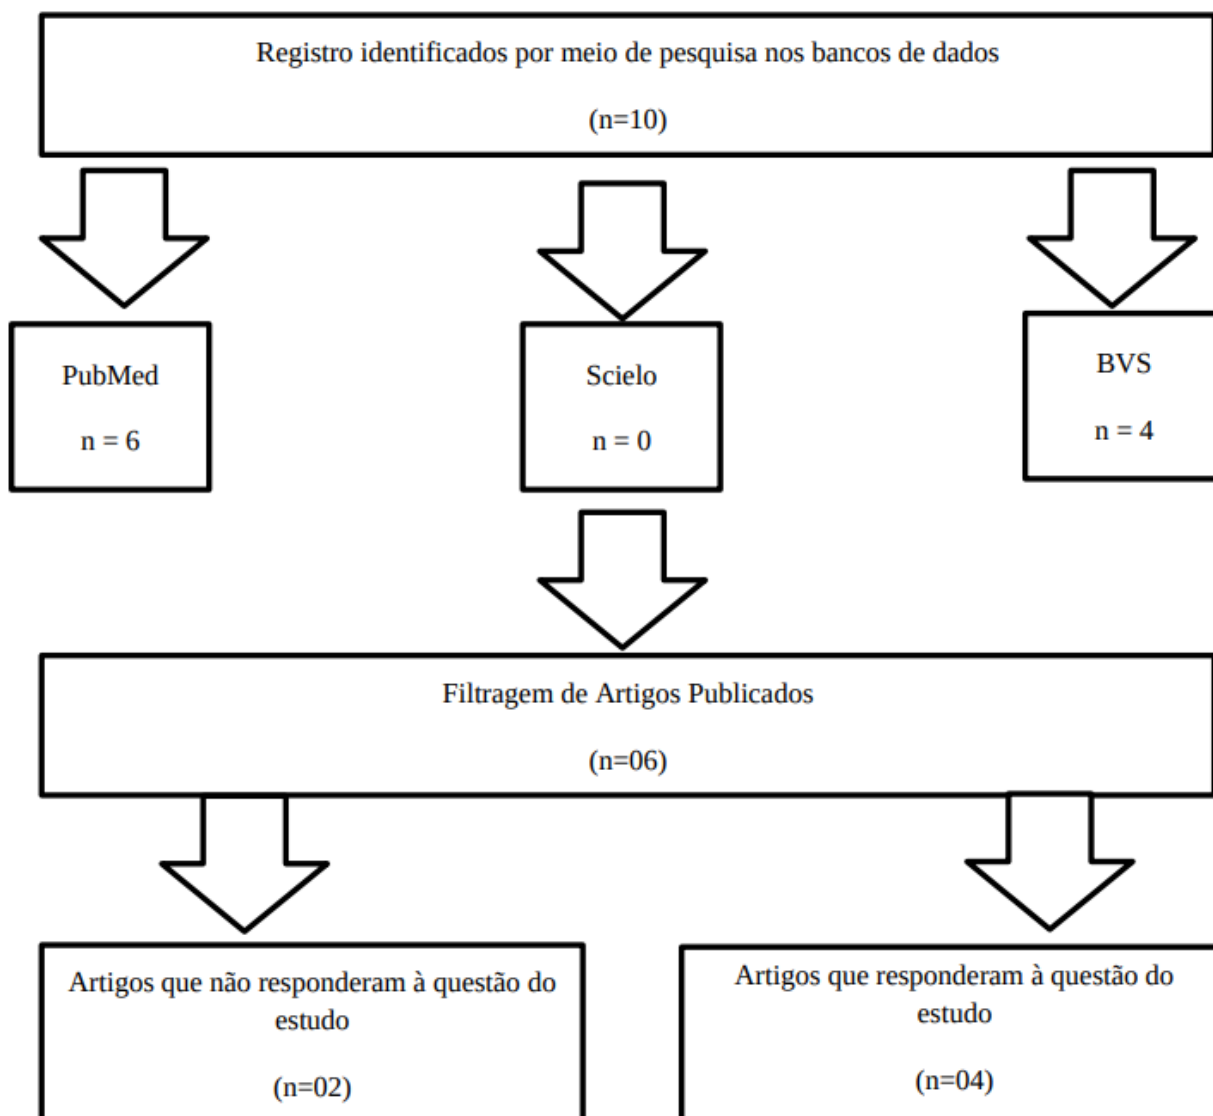 Registro identificados por meio de pesquisa nos bancos de dados
(n=10)
PubMed
n = 6
Scielo
n = 0
BVS
n = 4
Filtragem de Artigos Publicados
(n=06)
Artigos que não responderam à questão do
estudo
(n=02)
Artigos que responderam à questão do
estudo
(n=04)